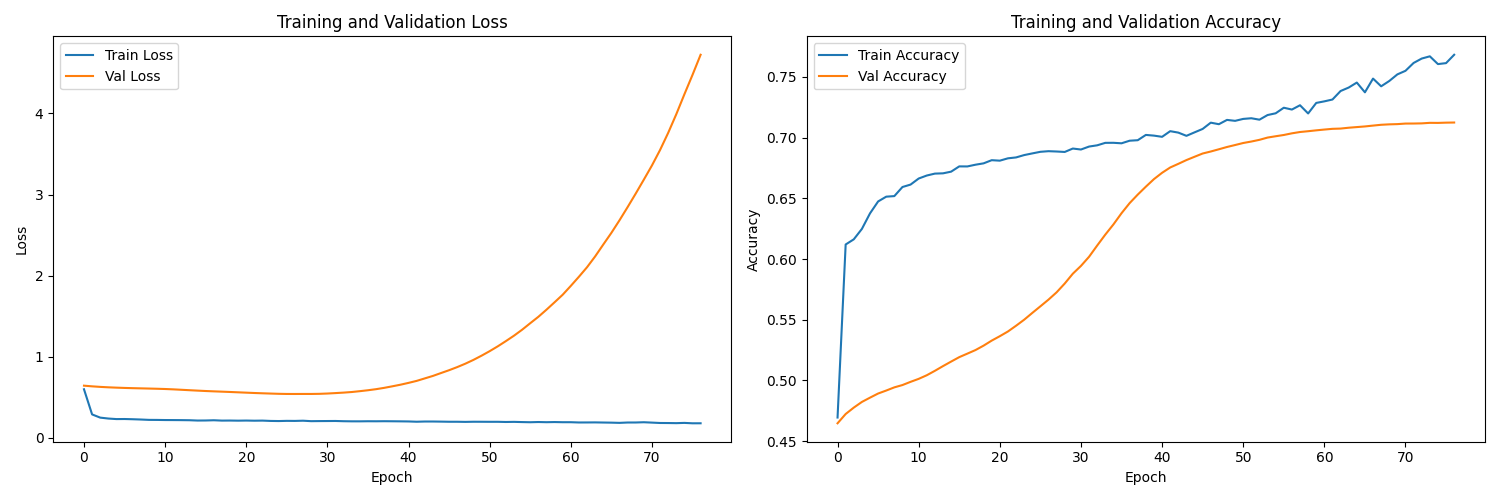 Training and Validation Loss
Train Loss
Val Loss
4
3
2
1
0
Loss
0 10 20 30 40 50 60 70
Epoch
Training and Validation Accuracy
Train Accuracy
Val Accuracy
0.75
0.70
0.65
0.60
0.55
0.50
0.45
Accuracy
0 10 20 30 40 50 60 70
Epoch